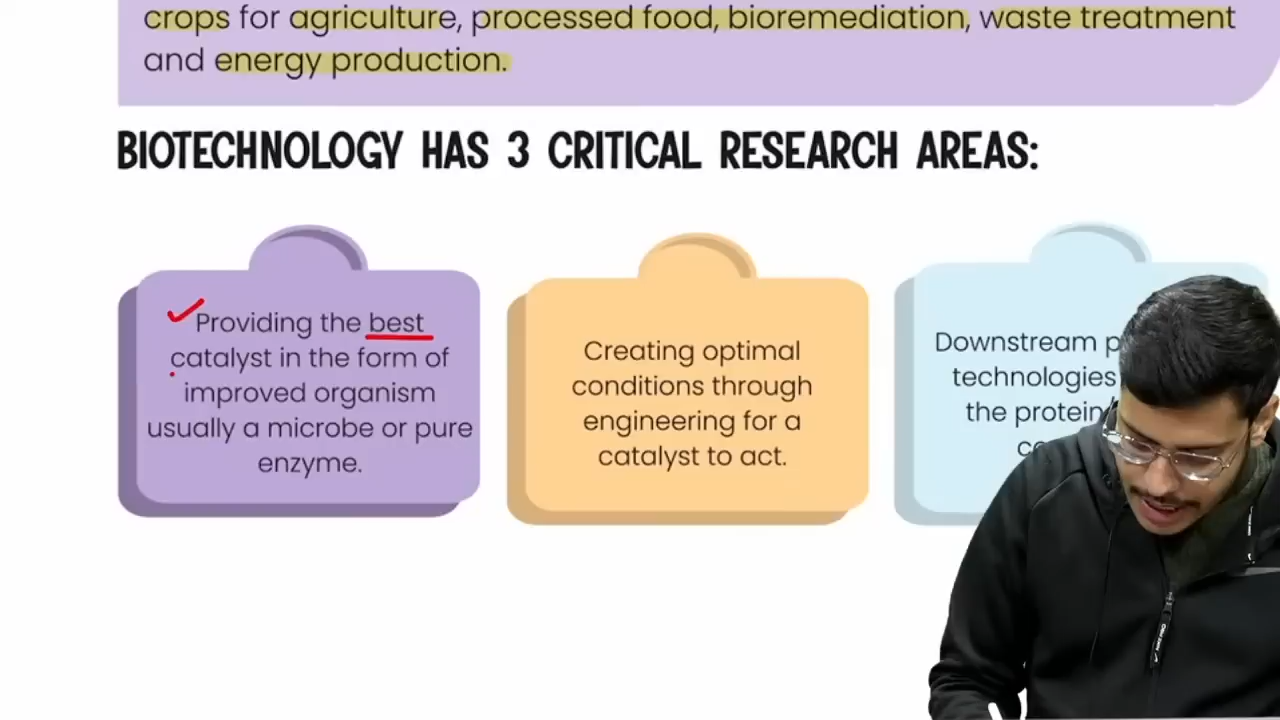 crops for agriculture, processed food, bioremediation, waste treatment
and energy production.
BIOTECHNOLOGY HAS 3 CRITICAL RESEARCH AREAS:
Providing the best
catalyst in the form of
improved organism
usually a microbe or pure
enzyme.
Creating optimal
conditions through
engineering for a
catalyst to act.
Downstream
technologies
the protein/